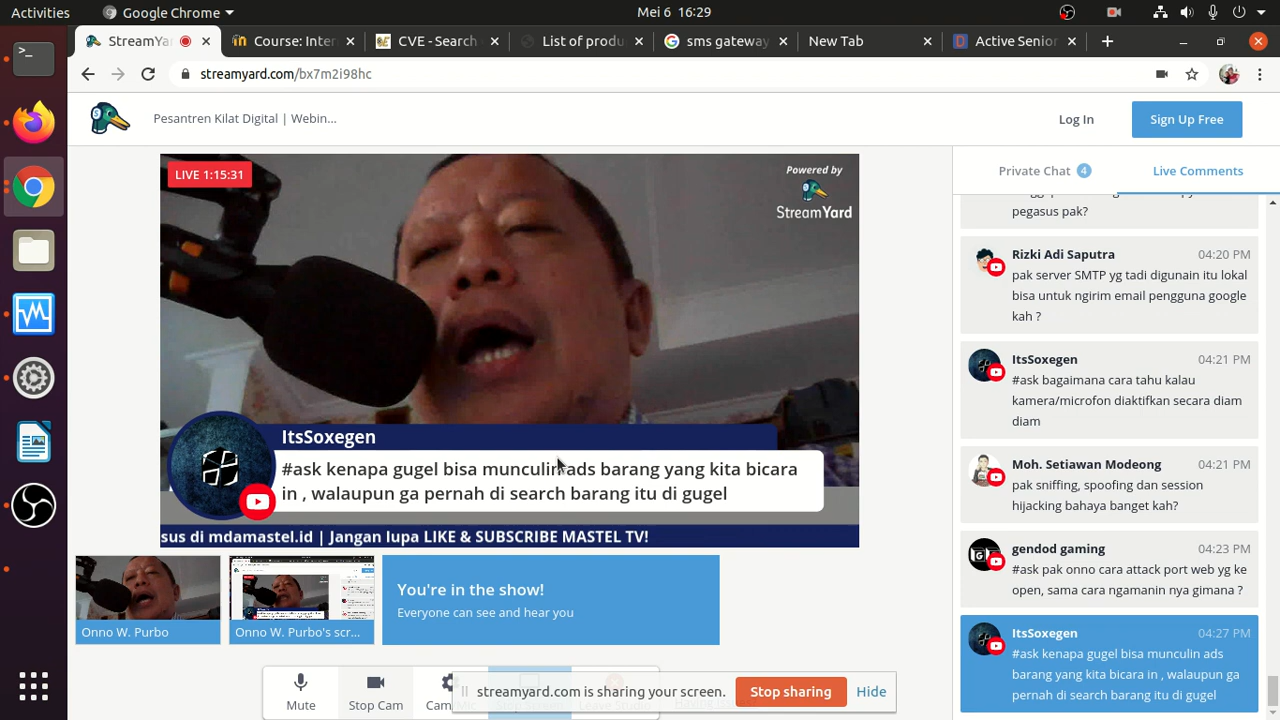 Activities
Google Chrome
Mei 6 16:29
StreamYar
Course: Inter
CVE - Search
List of produ
sms gateway
New Tab
Active Senior
streamyard.com/bx7m2i98hc
Pesantren Kilat Digital | Webin...
Log In
Sign Up Free
LIVE 1:15:31
Powered by
StreamYard
ItsSoxegen
#ask kenapa gugel bisa munculin ads barang yang kita bicara
in , walaupun ga pernah di search barang itu di gugel
sus di mdamastel.id | Jangan lupa LIKE & SUBSCRIBE MASTEL TV!
Onno W. Purbo
Onno W. Purbo's scr...
You're in the show!
Everyone can see and hear you
Mute
Stop Cam
streamyard.com is sharing your screen.
Stop sharing
Hide
Private Chat 4
Live Comments
pegasus pak?
Rizki Adi Saputra 04:20 PM
pak server SMTP yg tadi digunain itu lokal
bisa untuk ngirim email pengguna google
kah ?
ItsSoxegen 04:21 PM
#ask bagaimana cara tahu kalau
kamera/microfon diaktifkan secara diam
diam
Moh. Setiawan Modeong 04:21 PM
pak sniffing, spoofing dan session
hijacking bahaya banget kah?
gendod gaming 04:23 PM
#ask pak onno cara attack port web yg ke
open, sama cara ngamanin nya gimana ?
ItsSoxegen 04:27 PM
#ask kenapa gugel bisa munculin ads
barang yang kita bicara in , walaupun ga
pernah di search barang itu di gugel